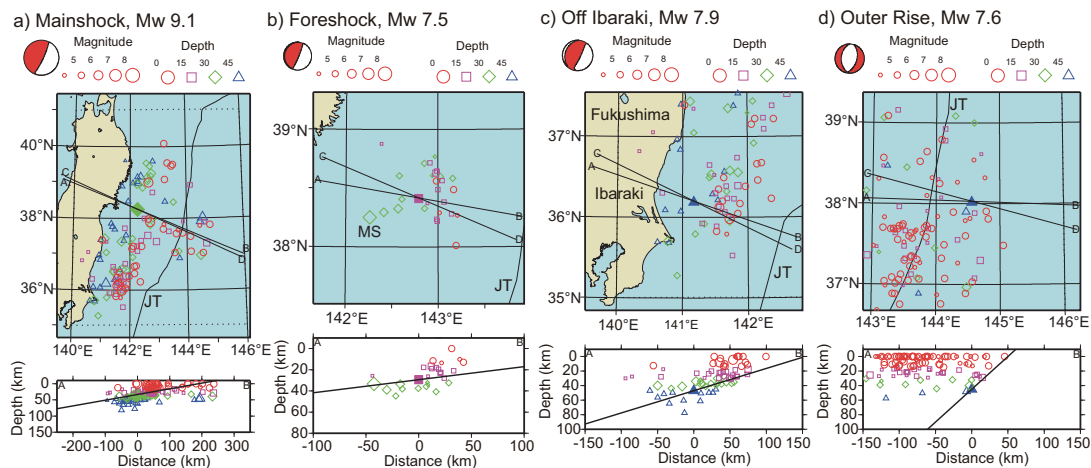 a) Mainshock, Mw 9.1
Magnitude
Depth
5 6 7 8
0 15 30 45
40°N
38°N
36°N
C
A
B
D
JT
140°E 142°E 144°E 146°E
A
B
Depth (km)
0
50
100
150
-200 -100 0 100 200 300
Distance (km)
b) Foreshock, Mw 7.5
Magnitude
Depth
5 6 7 8
0 15 30 45
39°N
38°N
C
A
B
D
MS
JT
142°E 143°E
A
B
Depth (km)
0
20
40
60
80
-100 -50 0 50 100
Distance (km)
c) Off Ibaraki, Mw 7.9
Magnitude
Depth
5 6 7 8
0 15 30 45
Fukushima
37°N
C
A
Ibaraki
36°N
B
D
JT
35°N
140°E 141°E 142°E
A
B
Depth (km)
0
20
40
60
80
100
-150 -100 -50 0 50 100 150
Distance (km)
d) Outer Rise, Mw 7.6
Magnitude
Depth
5 6 7 8
0 15 30 45
JT
39°N
C
A
38°N
B
D
37°N
143°E 144°E 145°E 146°E
A
B
Depth (km)
0
20
40
60
80
100
-150 -100 -50 0 50 100 150
Distance (km)